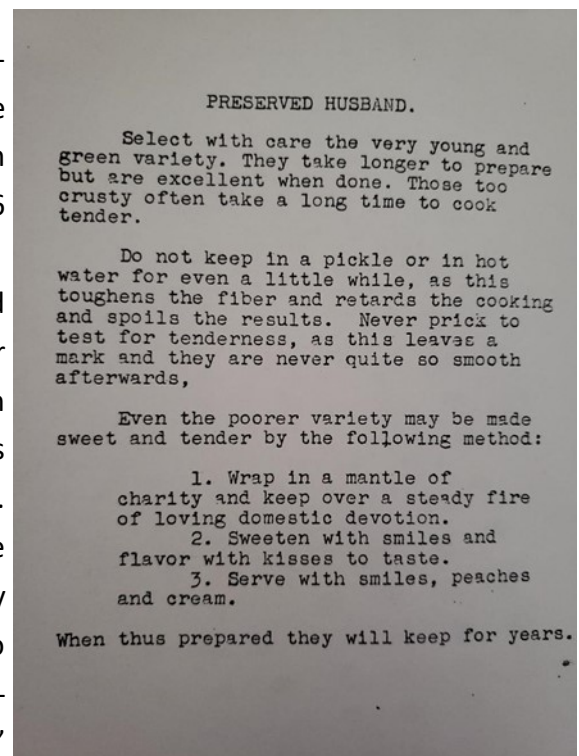 PRESERVED HUSBAND.
Select with care the very young and
green variety. They take longer to prepare
but are excellent when done. Those too
crusty often take a long time to cook
tender.
Do not keep in a pickle or in hot
water for even a little while, as this
toughens the fiber and retards the cooking
and spoils the results. Never prick to
test for tenderness, as this leaves a
mark and they are never quite so smooth
afterwards,
Even the poorer variety may be made
sweet and tender by the following method:
1. Wrap in a mantle of
charity and keep over a steady fire
of loving domestic devotion.
2. Sweeten with smiles and
flavor with kisses to taste.
3. Serve with smiles, peaches
and cream.
When thus prepared they will keep for years.